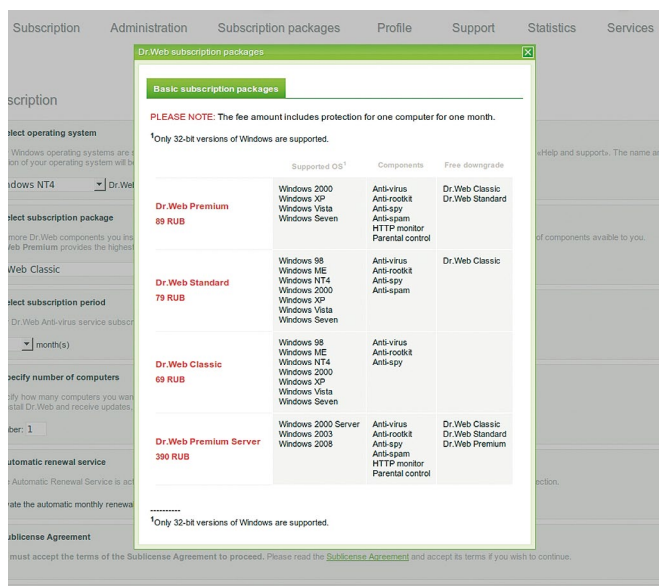 Subscription Administration Subscription packages Profile Support Statistics Services
Dr.Web subscription packages
Basic subscription packages
PLEASE NOTE: The fee amount includes protection for one computer for one month.
¹Only 32-bit versions of Windows are supported.
Supported OS¹ Components Free downgrade
Dr.Web Premium
89 RUB
Windows 2000
Windows XP
Windows Vista
Windows Seven
Anti-virus
Anti-rootkit
Anti-spy
Anti-spam
HTTP monitor
Parental control
Dr.Web Classic
Dr.Web Standard
Dr.Web Standard
79 RUB
Windows 98
Windows ME
Windows NT4
Windows 2000
Windows XP
Windows Vista
Windows Seven
Anti-virus
Anti-rootkit
Anti-spy
Anti-spam
Dr.Web Classic
Dr.Web Classic
69 RUB
Windows 98
Windows ME
Windows NT4
Windows 2000
Windows XP
Windows Vista
Windows Seven
Anti-virus
Anti-rootkit
Anti-spy
Dr.Web Premium Server
390 RUB
Windows 2000 Server
Windows 2003
Windows 2008
Anti-virus
Anti-rootkit
Anti-spy
Anti-spam
HTTP monitor
Parental control
Dr.Web Classic
Dr.Web Standard
Dr.Web Premium
----------
¹Only 32-bit versions of Windows are supported.
scription
elect operating system
Windows operating systems are
«Help and support». The name a
ion of your operating system will b
ndows NT4 Dr.Wel
elect subscription package
more Dr.Web components you ins
of components avaible to you.
Web Premium provides the highest
Web Classic
elect subscription period
Dr.Web Anti-virus service subscr
month(s)
pecify number of computers
cify how many computers you wan
nstall Dr.Web and receive updates,
ber: 1
utomatic renewal service
Automatic Renewal Service is ac
ection.
vate the automatic monthly renewa
ublicense Agreement
must accept the terms of the Sublicense Agreement to proceed. Please read the Sublicense Agreement and accept its terms if you wish to continue.